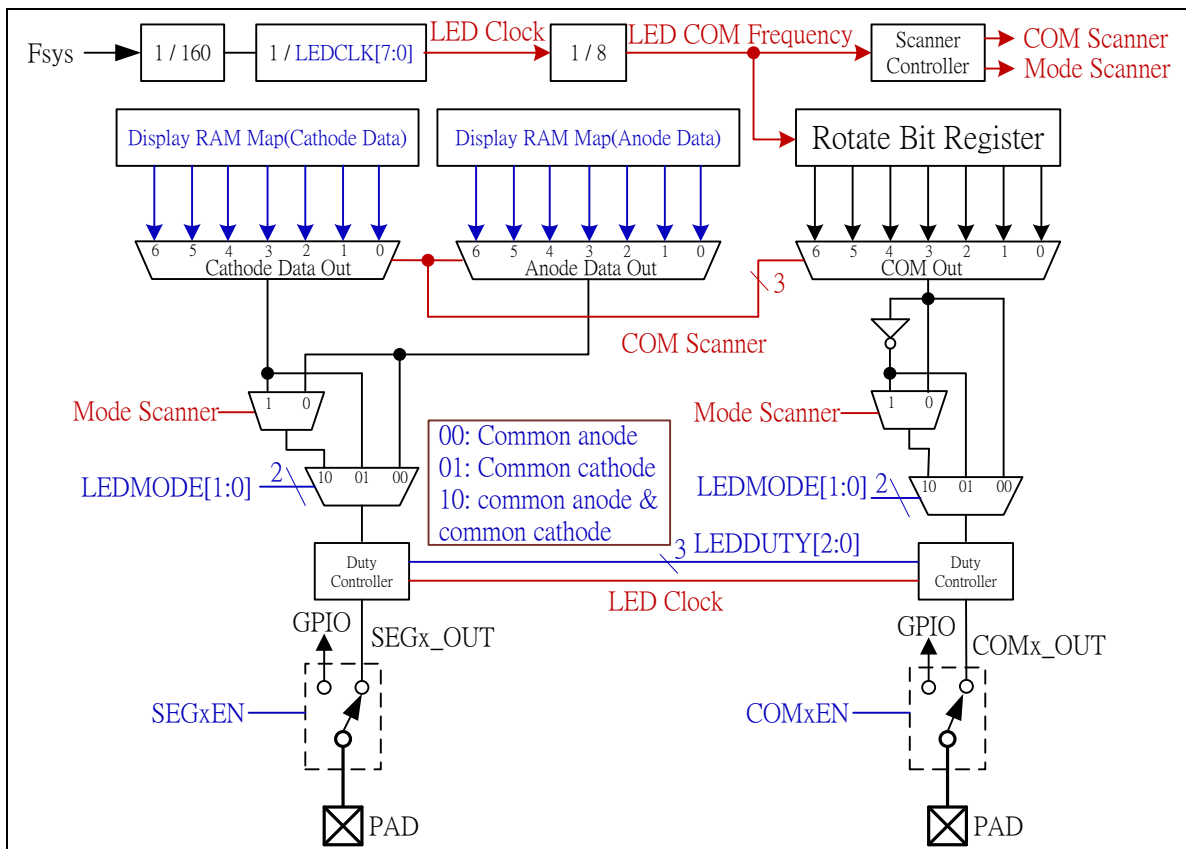 Fsys
1 / 160
1 / LEDCLK[7:0]
LED Clock
1 / 8
LED COM Frequency
Scanner
Controller
COM Scanner
Mode Scanner
Display RAM Map(Cathode Data)
Display RAM Map(Anode Data)
Rotate Bit Register
6 5 4 3 2 1 0
Cathode Data Out
6 5 4 3 2 1 0
Anode Data Out
6 5 4 3 2 1 0
COM Out
3
COM Scanner
1 0
Mode Scanner
1 0
Mode Scanner
00: Common anode
01: Common cathode
10: common anode &
common cathode
10 01 00
2
LEDMODE[1:0]
10 01 00
2
LEDMODE[1:0]
Duty
Controller
3 LEDDUTY[2:0]
LED Clock
Duty
Controller
GPIO
SEGx_OUT
GPIO
COMx_OUT
SEGxEN
COMxEN
PAD
PAD